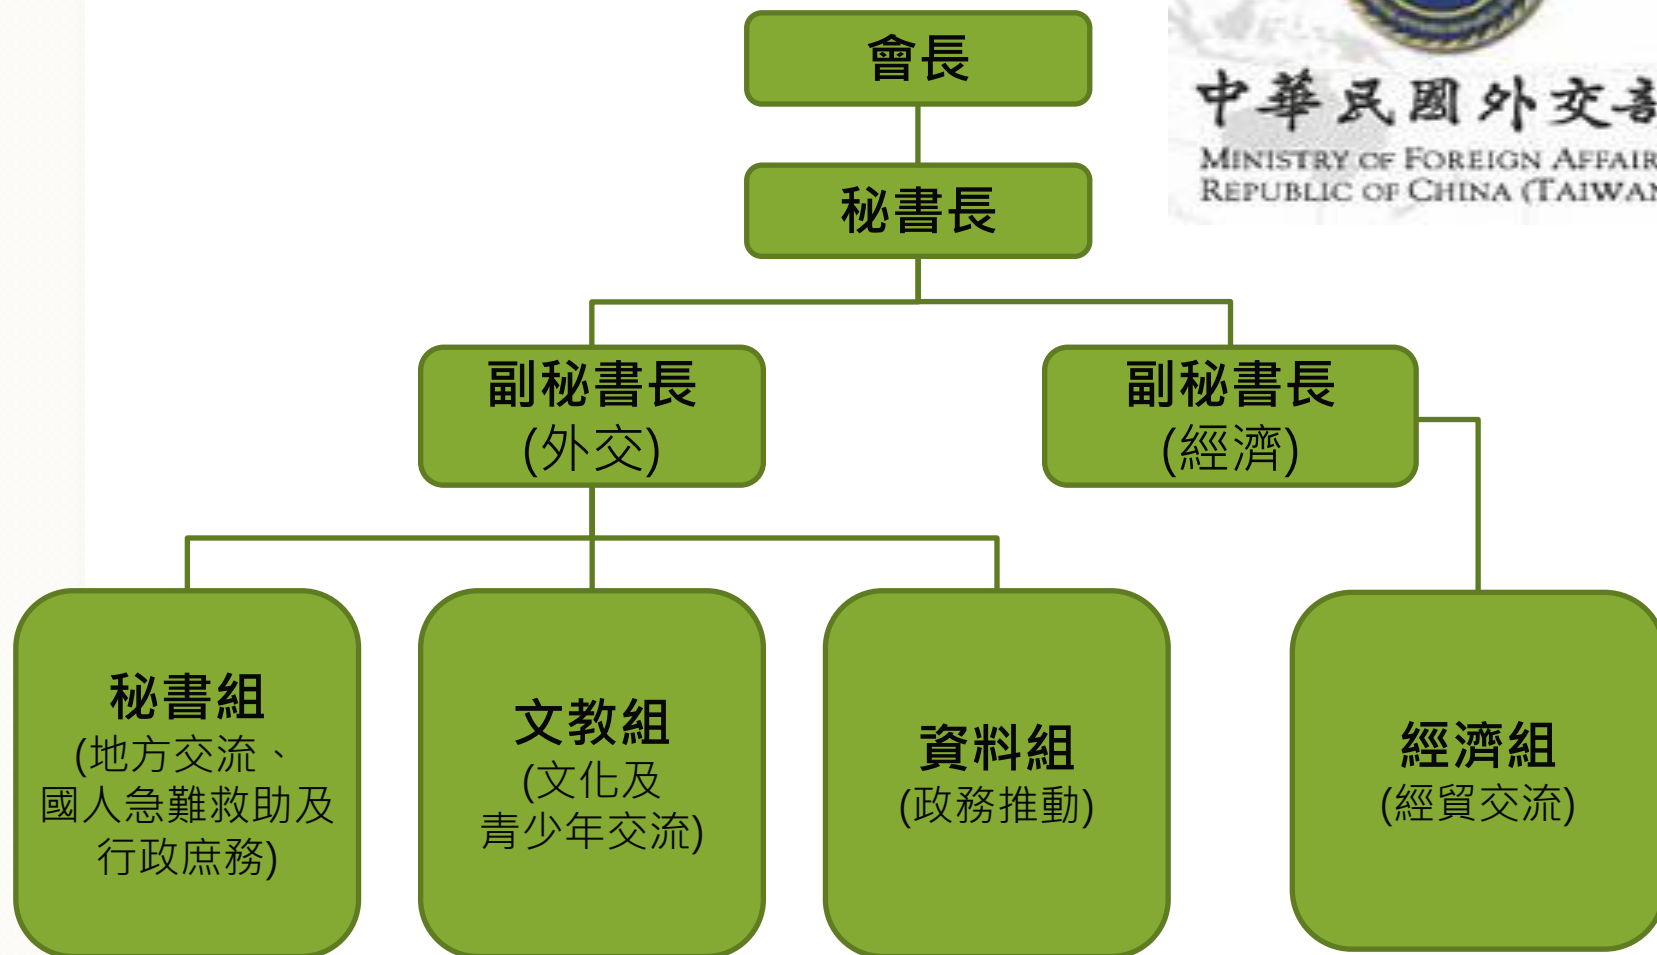 會長
中華民國外交部
MINISTRY OF FOREIGN AFFAIR
REPUBLIC OF CHINA (TAIWAN
秘書長
副秘書長
(外交)
副秘書長
(經濟)
秘書組
(地方交流、
國人急難救助及
行政庶務)
文教組
(文化及
青少年交流)
資料組
(政務推動)
經濟組
(經貿交流)